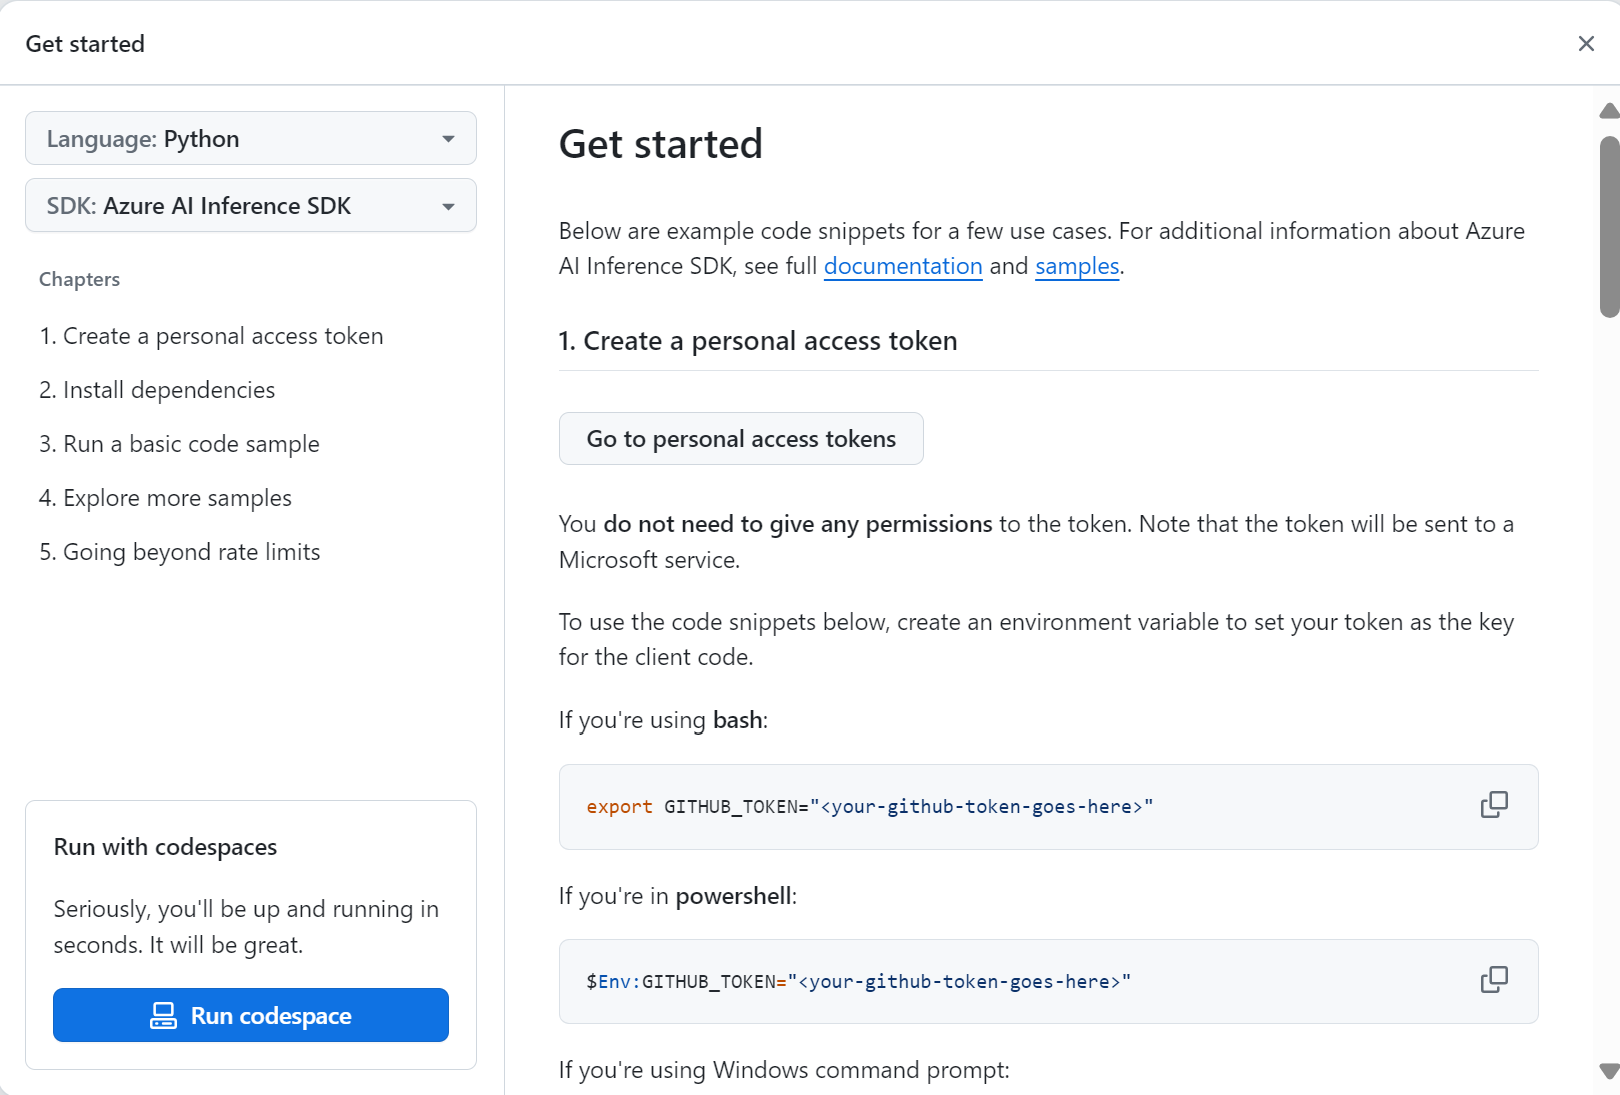 Get started
Language: Python
SDK: Azure AI Inference SDK
Chapters
1. Create a personal access token
2. Install dependencies
3. Run a basic code sample
4. Explore more samples
5. Going beyond rate limits
Run with codespaces
Seriously, you'll be up and running in
seconds. It will be great.
Run codespace
Get started
Below are example code snippets for a few use cases. For additional information about Azure
AI Inference SDK, see full documentation and samples.
1. Create a personal access token
Go to personal access tokens
You do not need to give any permissions to the token. Note that the token will be sent to a
Microsoft service.
To use the code snippets below, create an environment variable to set your token as the key
for the client code.
If you're using bash:
export GITHUB_TOKEN="<your-github-token-goes-here>"
If you're in powershell:
$Env:GITHUB_TOKEN="<your-github-token-goes-here>"
If you're using Windows command prompt: